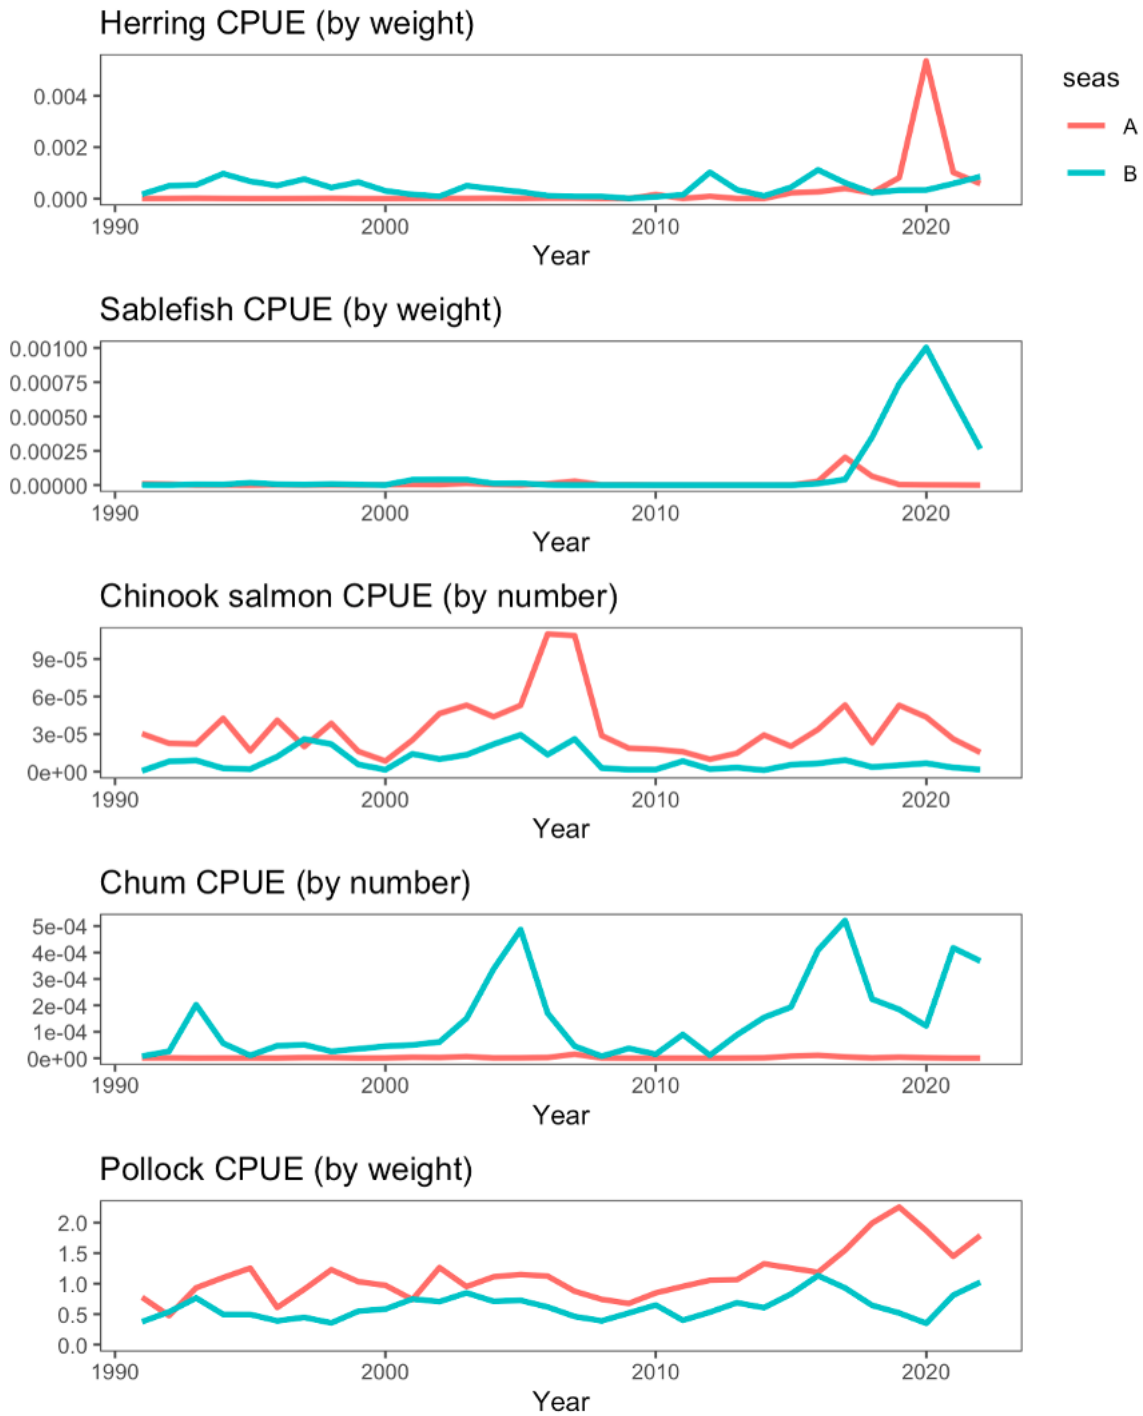 Herring CPUE (by weight)
seas
A
B
0.004
0.002
0.000
1990 2000 2010 2020
Year
Sablefish CPUE (by weight)
0.00100
0.00075
0.00050
0.00025
0.00000
1990 2000 2010 2020
Year
Chinook salmon CPUE (by number)
9e-05
6e-05
3e-05
0e+00
1990 2000 2010 2020
Year
Chum CPUE (by number)
5e-04
4e-04
3e-04
2e-04
1e-04
0e+00
1990 2000 2010 2020
Year
Pollock CPUE (by weight)
2.0
1.5
1.0
0.5
0.0
1990 2000 2010 2020
Year